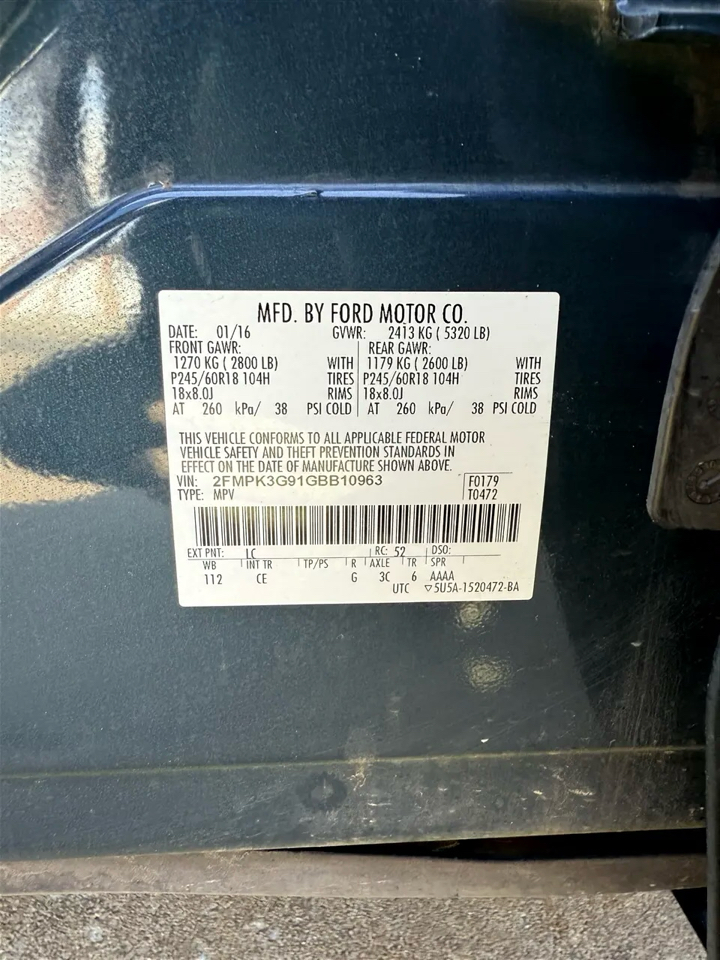 MFD. BY FORD MOTOR CO.
DATE: 01/16 GVWR: 2413 KG ( 5320 LB)
FRONT GAWR: REAR GAWR:
1270 KG ( 2800 LB) WITH 1179 KG ( 2600 LB) WITH
P245/60R18 104H TIRES P245/60R18 104H TIRES
18x8.0J RIMS 18x8.0J RIMS
AT 260 kPa/ 38 PSI COLD AT 260 kPa/ 38 PSI COLD
THIS VEHICLE CONFORMS TO ALL APPLICABLE FEDERAL MOTOR
VEHICLE SAFETY AND THEFT PREVENTION STANDARDS IN
EFFECT ON THE DATE OF MANUFACTURE SHOWN ABOVE.
VIN: 2FMPK3G91GBB10963 F0179
TYPE: MPV T0472
EXT PNT: LC RC: 52 DSO:
WB INT TR TP/PS R AXLE TR SPR
112 CE G 3C 6 AAAA
UTC ▽5U5A-1520472-BA